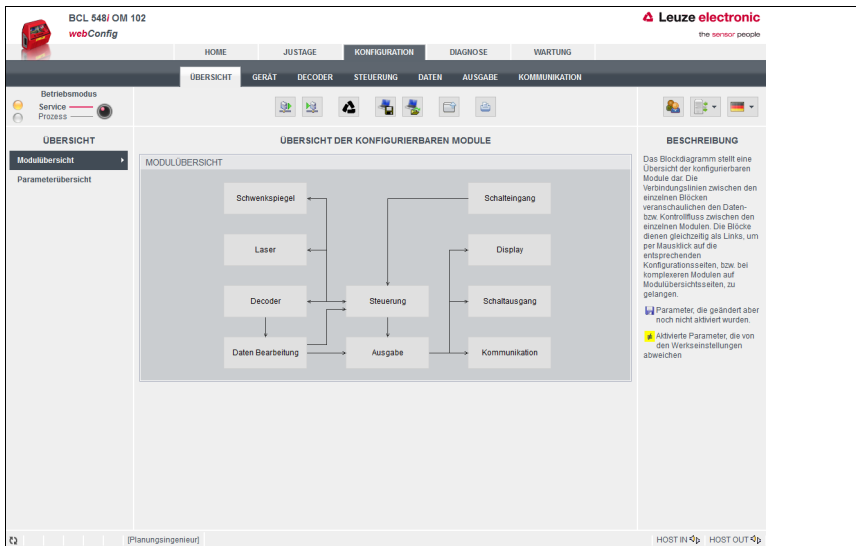 BCL 548i OM 102
webConfig
Leuze electronic
the sensor people
HOME JUSTAGE KONFIGURATION DIAGNOSE WARTUNG
ÜBERSICHT GERÄT DECODER STEUERUNG DATEN AUSGABE KOMMUNIKATION
Betriebsmodus
Service
Prozess
ÜBERSICHT
Modulübersicht
Parameterübersicht
ÜBERSICHT DER KONFIGURIERBAREN MODULE
MODULÜBERSICHT
Schwenkspiegel
Schalteingang
Laser
Display
Decoder
Steuerung
Schaltausgang
Daten Bearbeitung
Ausgabe
Kommunikation
BESCHREIBUNG
Das Blockdiagramm stellt eine
Übersicht der konfigurierbaren
Module dar. Die
Verbindungslinien zwischen den
einzelnen Blöcken
veranschaulichen den Daten-
bzw. Kontrollfluss zwischen den
einzelnen Modulen. Die Blöcke
dienen gleichzeitig als Links, um
per Mausklick auf die
entsprechenden
Konfigurationsseiten, bzw. bei
komplexeren Modulen auf
Modulübersichtsseiten, zu
gelangen.
Parameter, die geändert aber
noch nicht aktiviert wurden.
Aktivierte Parameter, die von
den Werkseinstellungen
abweichen
[Planungsingenieur]
HOST IN HOST OUT